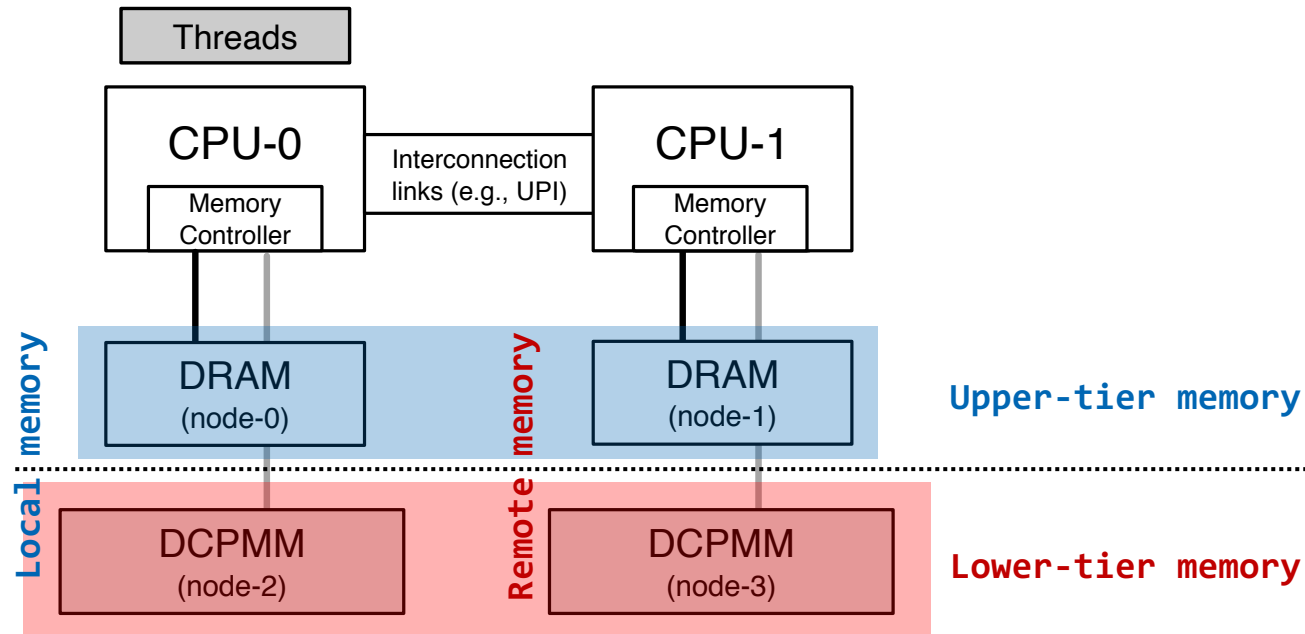 Threads
CPU-0
Memory
Controller
Interconnection
links (e.g., UPI)
CPU-1
Memory
Controller
Local memory
DRAM
(node-0)
Remote memory
DRAM
(node-1)
Upper-tier memory
DCPMM
(node-2)
DCPMM
(node-3)
Lower-tier memory